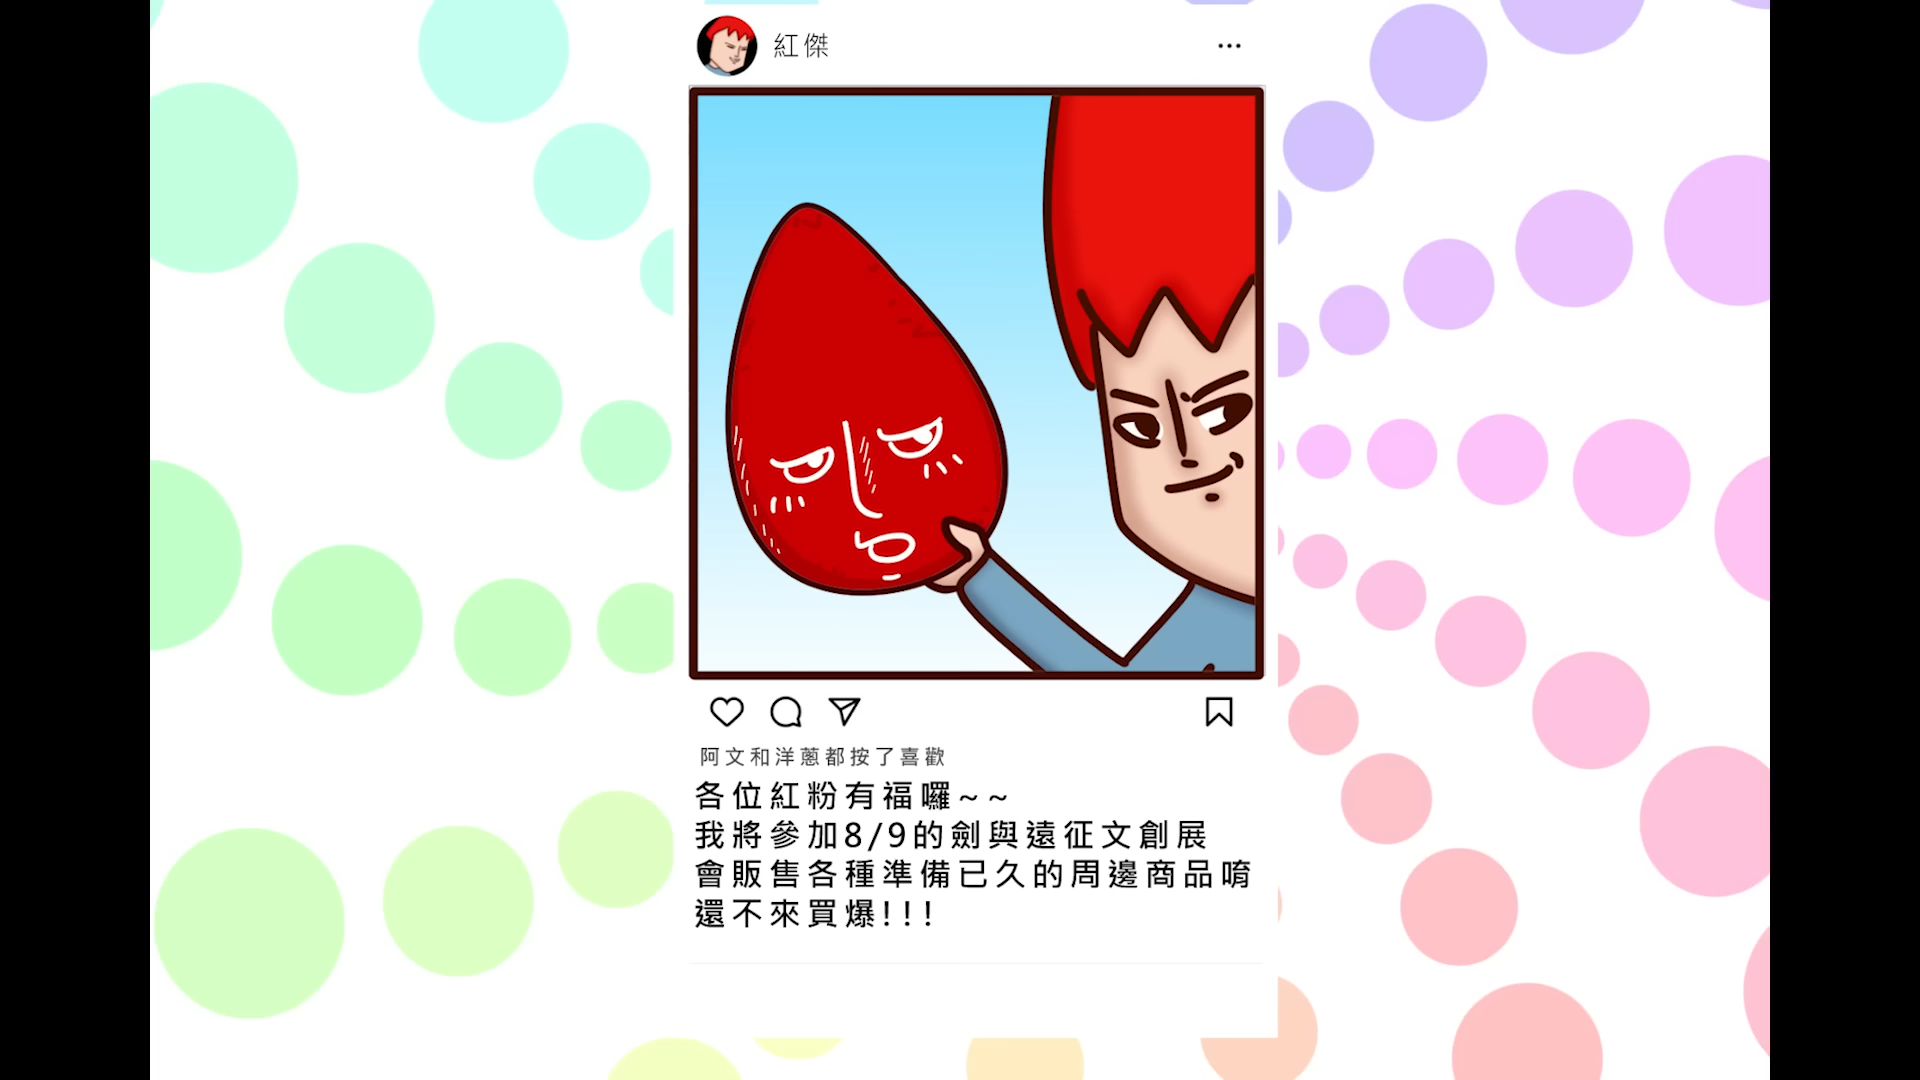 紅傑
阿文和洋蔥都按了喜歡
各位紅粉有福囉~~
我將參加8/9的劍與遠征文創展
會販售各種準備已久的周邊商品唷
還不來買爆!!!